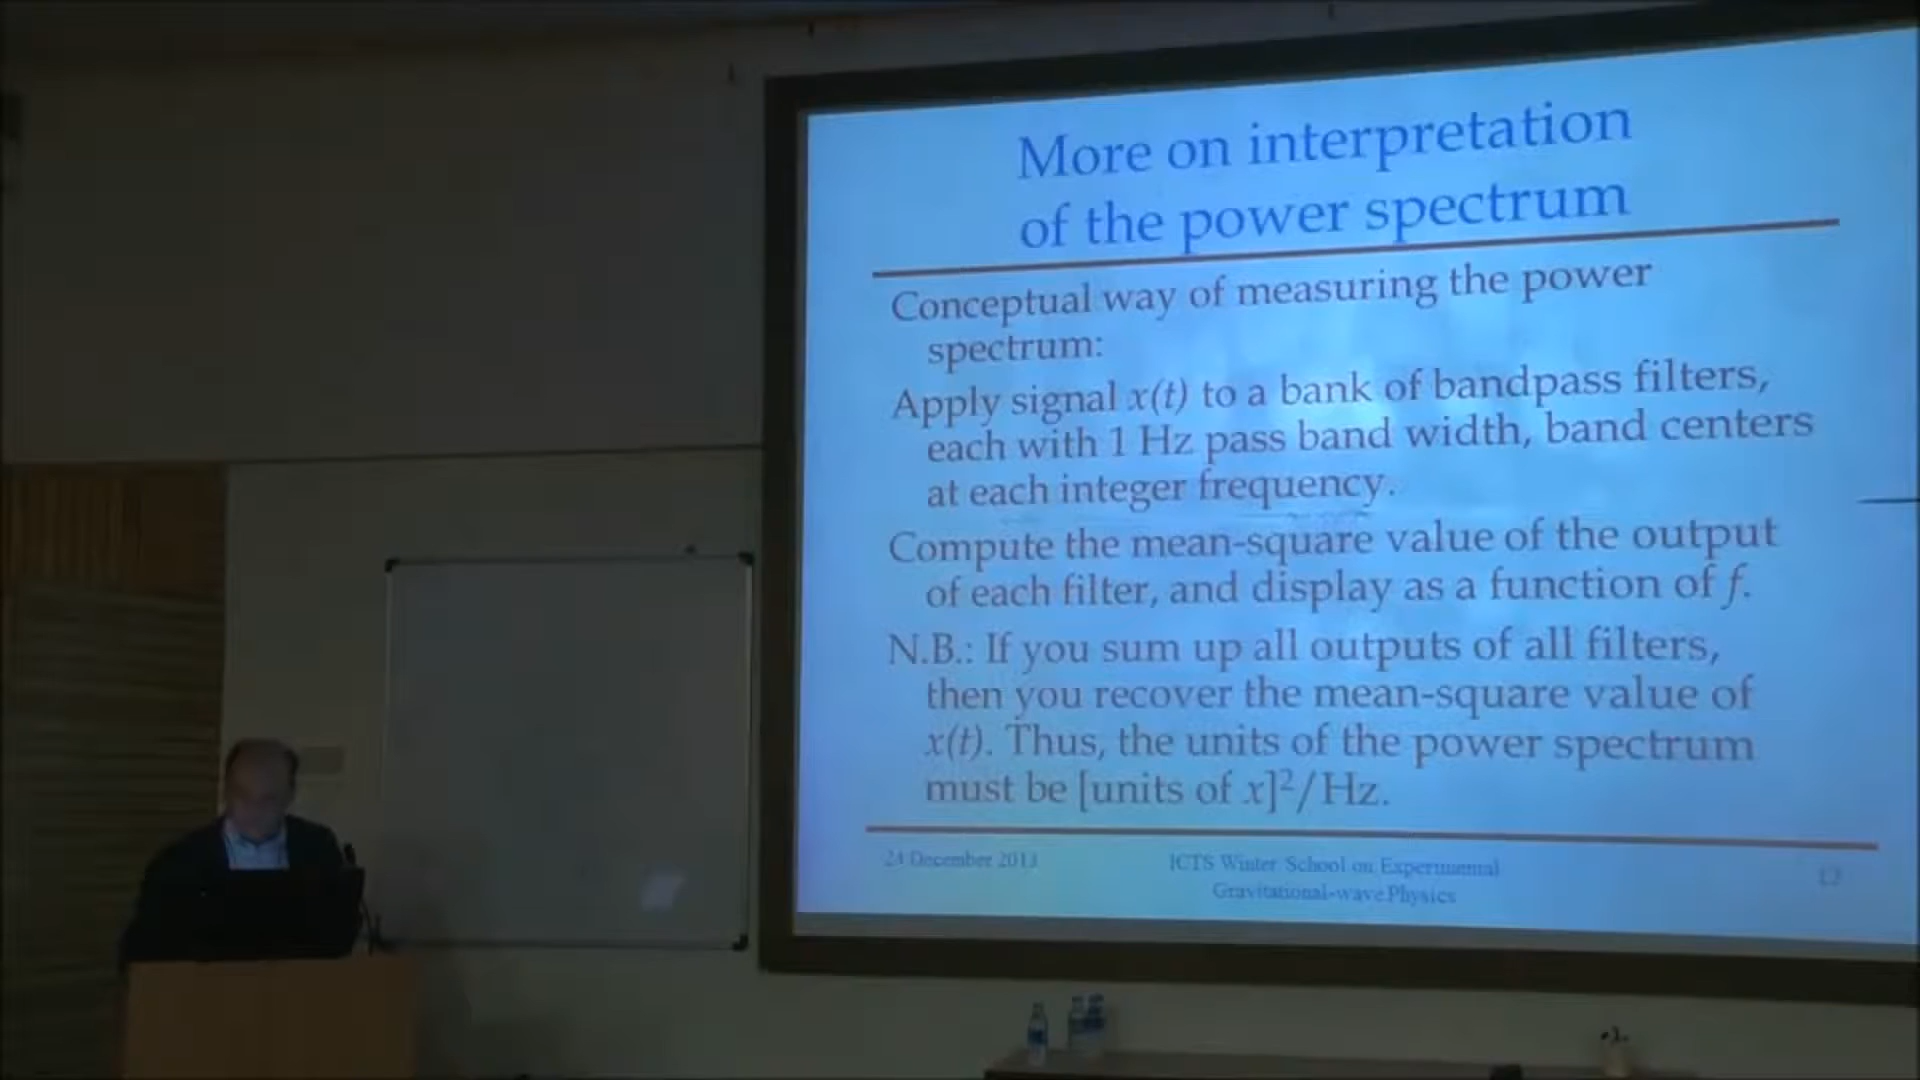 More on interpretation
of the power spectrum
Conceptual way of measuring the power
spectrum:
Apply signal x(t) to a bank of bandpass filters,
each with 1 Hz pass band width, band centers
at each integer frequency.
Compute the mean-square value of the output
of each filter, and display as a function of f.
N.B.: If you sum up all outputs of all filters,
then you recover the mean-square value of
x(t). Thus, the units of the power spectrum
must be [units of x]²/Hz.
24 December 2013
ICTS Winter School on Experimental
Gravitational-wave Physics